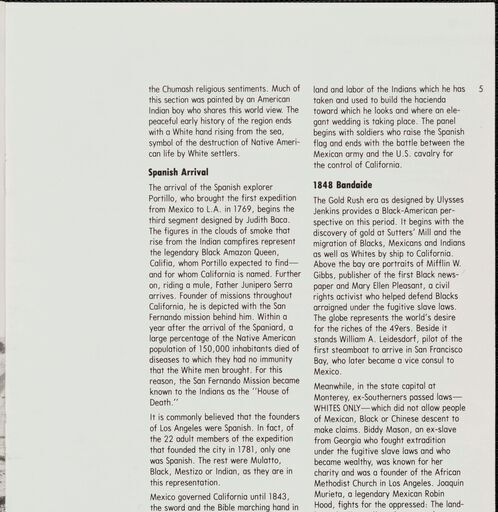 the Chumash religious sentiments. Much of
this section was painted by an American
Indian boy who shares this world view. The
peaceful early history of the region ends
with a White hand rising from the sea,
symbol of the destruction of Native Ameri-
can life by White settlers.
Spanish Arrival
The arrival of the Spanish explorer
Portillo, who brought the first expedition
from Mexico to L.A. in 1769, begins the
third segment designed by Judith Baca.
The figures in the clouds of smoke that
rise from the Indian campfires represent
the legendary Black Amazon Queen,
Califia, whom Portillo expected to find—
and for whom California is named. Further
on, riding a mule, Father Junipero Serra
arrives. Founder of missions throughout
California, he is depicted with the San
Fernando mission behind him. Within a
year after the arrival of the Spaniard, a
large percentage of the Native American
population of 150,000 inhabitants died of
diseases to which they had no immunity
that the White men brought. For this
reason, the San Fernando Mission became
known to the Indians as the "House of
Death."
It is commonly believed that the founders
of Los Angeles were Spanish. In fact, of
the 22 adult members of the expedition
that founded the city in 1781, only one
was Spanish. The rest were Mulatto,
Black, Mestizo or Indian, as they are in
this representation.
Mexico governed California until 1843,
the sword and the Bible marching hand in
land and labor of the Indians which he has
taken and used to build the hacienda
toward which he looks and where an ele-
gant wedding is taking place. The panel
begins with soldiers who raise the Spanish
flag and ends with the battle between the
Mexican army and the U.S. cavalry for
the control of California.
1848 Bandaide
The Gold Rush era as designed by Ulysses
Jenkins provides a Black-American per-
spective on this period. It begins with the
discovery of gold at Sutters' Mill and the
migration of Blacks, Mexicans and Indians
as well as Whites by ship to California.
Above the bay are portraits of Mifflin W.
Gibbs, publisher of the first Black news-
paper and Mary Ellen Pleasant, a civil
rights activist who helped defend Blacks
arraigned under the fugitive slave laws.
The globe represents the world's desire
for the riches of the 49ers. Beside it
stands William A. Leidesdorf, pilot of the
first steamboat to arrive in San Francisco
Bay, who later became a vice consul to
Mexico.
Meanwhile, in the state capital at
Monterey, ex-Southerners passed laws—
WHITES ONLY—which did not allow people
of Mexican, Black or Chinese descent to
make claims. Biddy Mason, an ex-slave
from Georgia who fought extradition
under the fugitive slave laws and who
became wealthy, was known for her
charity and was a founder of the African
Methodist Church in Los Angeles. Joaquin
Murieta, a legendary Mexican Robin
Hood, fights for the oppressed: The land-
5